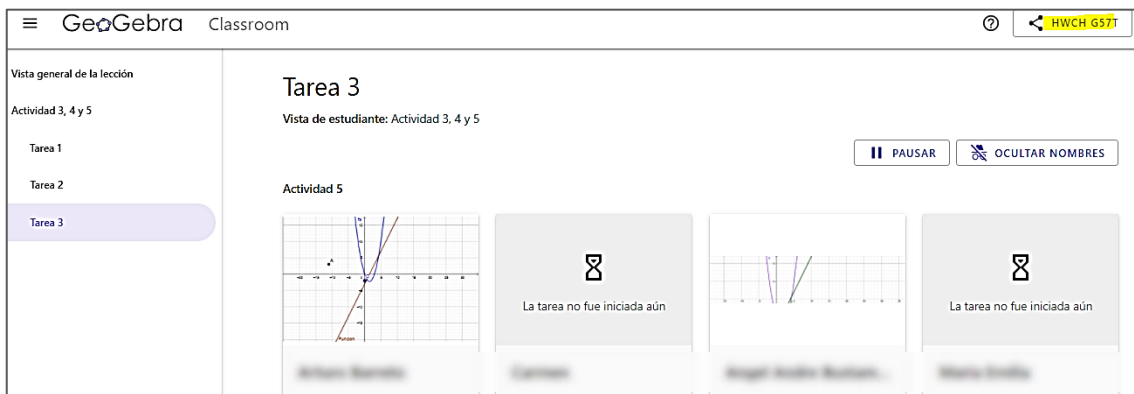 GeoGebra Classroom
HWCH G57T
Vista general de la lección
Actividad 3, 4 y 5
Tarea 1
Tarea 2
Tarea 3
Tarea 3
Vista de estudiante: Actividad 3, 4 y 5
PAUSAR
OCULTAR NOMBRES
Actividad 5
A
La tarea no fue iniciada aún
La tarea no fue iniciada aún